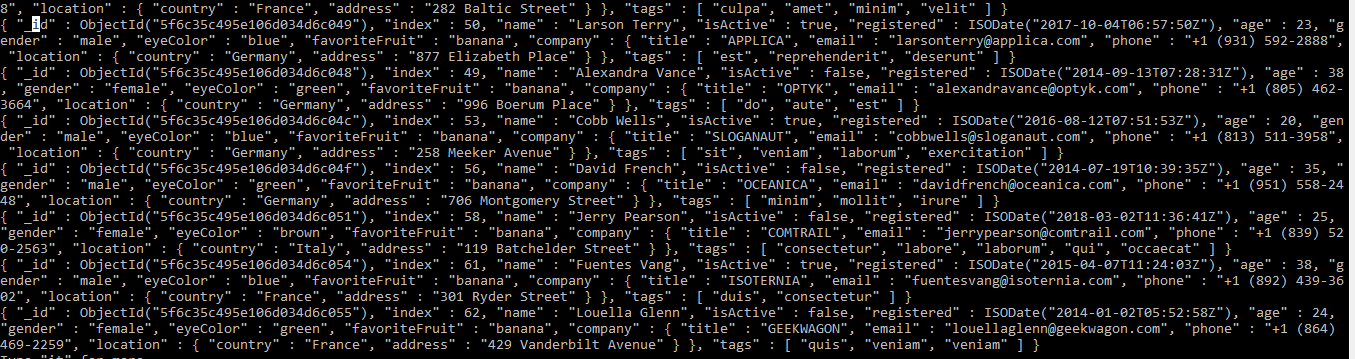 8", "location" : { "country" : "France", "address" : "282 Baltic Street" } }, "tags" : [ "culpa", "amet", "minim", "velit" ] }
{ "_id" : ObjectId("5f6c35c495e106d034d6c049"), "index" : 50, "name" : "Larson Terry", "isActive" : true, "registered" : ISODate("2017-10-04T06:57:50Z"), "age" : 23, "g
ender" : "male", "eyeColor" : "blue", "favoriteFruit" : "banana", "company" : { "title" : "APPLICA", "email" : "larsonterry@applica.com", "phone" : "+1 (931) 592-2888",
"location" : { "country" : "Germany", "address" : "877 Elizabeth Place" } }, "tags" : [ "est", "reprehenderit", "deserunt" ] }
{ "_id" : ObjectId("5f6c35c495e106d034d6c048"), "index" : 49, "name" : "Alexandra Vance", "isActive" : false, "registered" : ISODate("2014-09-13T07:28:31Z"), "age" : 38
, "gender" : "female", "eyeColor" : "green", "favoriteFruit" : "banana", "company" : { "title" : "OPTYK", "email" : "alexandravance@optyk.com", "phone" : "+1 (805) 462-
3664", "location" : { "country" : "Germany", "address" : "996 Boerum Place" } }, "tags" : [ "do", "aute", "est" ] }
{ "_id" : ObjectId("5f6c35c495e106d034d6c04c"), "index" : 53, "name" : "Cobb Wells", "isActive" : true, "registered" : ISODate("2016-08-12T07:51:53Z"), "age" : 20, "gen
der" : "male", "eyeColor" : "blue", "favoriteFruit" : "banana", "company" : { "title" : "SLOGANAUT", "email" : "cobbwells@sloganaut.com", "phone" : "+1 (813) 511-3958",
"location" : { "country" : "Germany", "address" : "258 Meeker Avenue" } }, "tags" : [ "sit", "veniam", "laborum", "exercitation" ] }
{ "_id" : ObjectId("5f6c35c495e106d034d6c04f"), "index" : 56, "name" : "David French", "isActive" : false, "registered" : ISODate("2014-07-19T10:39:35Z"), "age" : 35,
"gender" : "male", "eyeColor" : "green", "favoriteFruit" : "banana", "company" : { "title" : "OCEANICA", "email" : "davidfrench@oceanica.com", "phone" : "+1 (951) 558-24
48", "location" : { "country" : "Germany", "address" : "706 Montgomery Street" } }, "tags" : [ "minim", "mollit", "irure" ] }
{ "_id" : ObjectId("5f6c35c495e106d034d6c051"), "index" : 58, "name" : "Jerry Pearson", "isActive" : false, "registered" : ISODate("2018-03-02T11:36:41Z"), "age" : 25,
"gender" : "female", "eyeColor" : "brown", "favoriteFruit" : "banana", "company" : { "title" : "COMTRAIL", "email" : "jerrypearson@comtrail.com", "phone" : "+1 (839) 52
0-2563", "location" : { "country" : "Italy", "address" : "119 Batchelder Street" } }, "tags" : [ "consectetur", "labore", "laborum", "qui", "occaecat" ] }
{ "_id" : ObjectId("5f6c35c495e106d034d6c054"), "index" : 61, "name" : "Fuentes Vang", "isActive" : true, "registered" : ISODate("2015-04-07T11:24:03Z"), "age" : 38, "g
ender" : "male", "eyeColor" : "blue", "favoriteFruit" : "banana", "company" : { "title" : "ISOTERNIA", "email" : "fuentesvang@isoternia.com", "phone" : "+1 (892) 439-36
02", "location" : { "country" : "France", "address" : "301 Ryder Street" } }, "tags" : [ "duis", "consectetur" ] }
{ "_id" : ObjectId("5f6c35c495e106d034d6c055"), "index" : 62, "name" : "Louella Glenn", "isActive" : true, "registered" : ISODate("2014-01-02T05:52:58Z"), "age" : 24,
"gender" : "female", "eyeColor" : "green", "favoriteFruit" : "banana", "company" : { "title" : "GEEKWAGON", "email" : "louellaglenn@geekwagon.com", "phone" : "+1 (864)
469-2259", "location" : { "country" : "France", "address" : "429 Vanderbilt Avenue" } }, "tags" : [ "quis", "veniam", "veniam" ] }
Type "it" for more